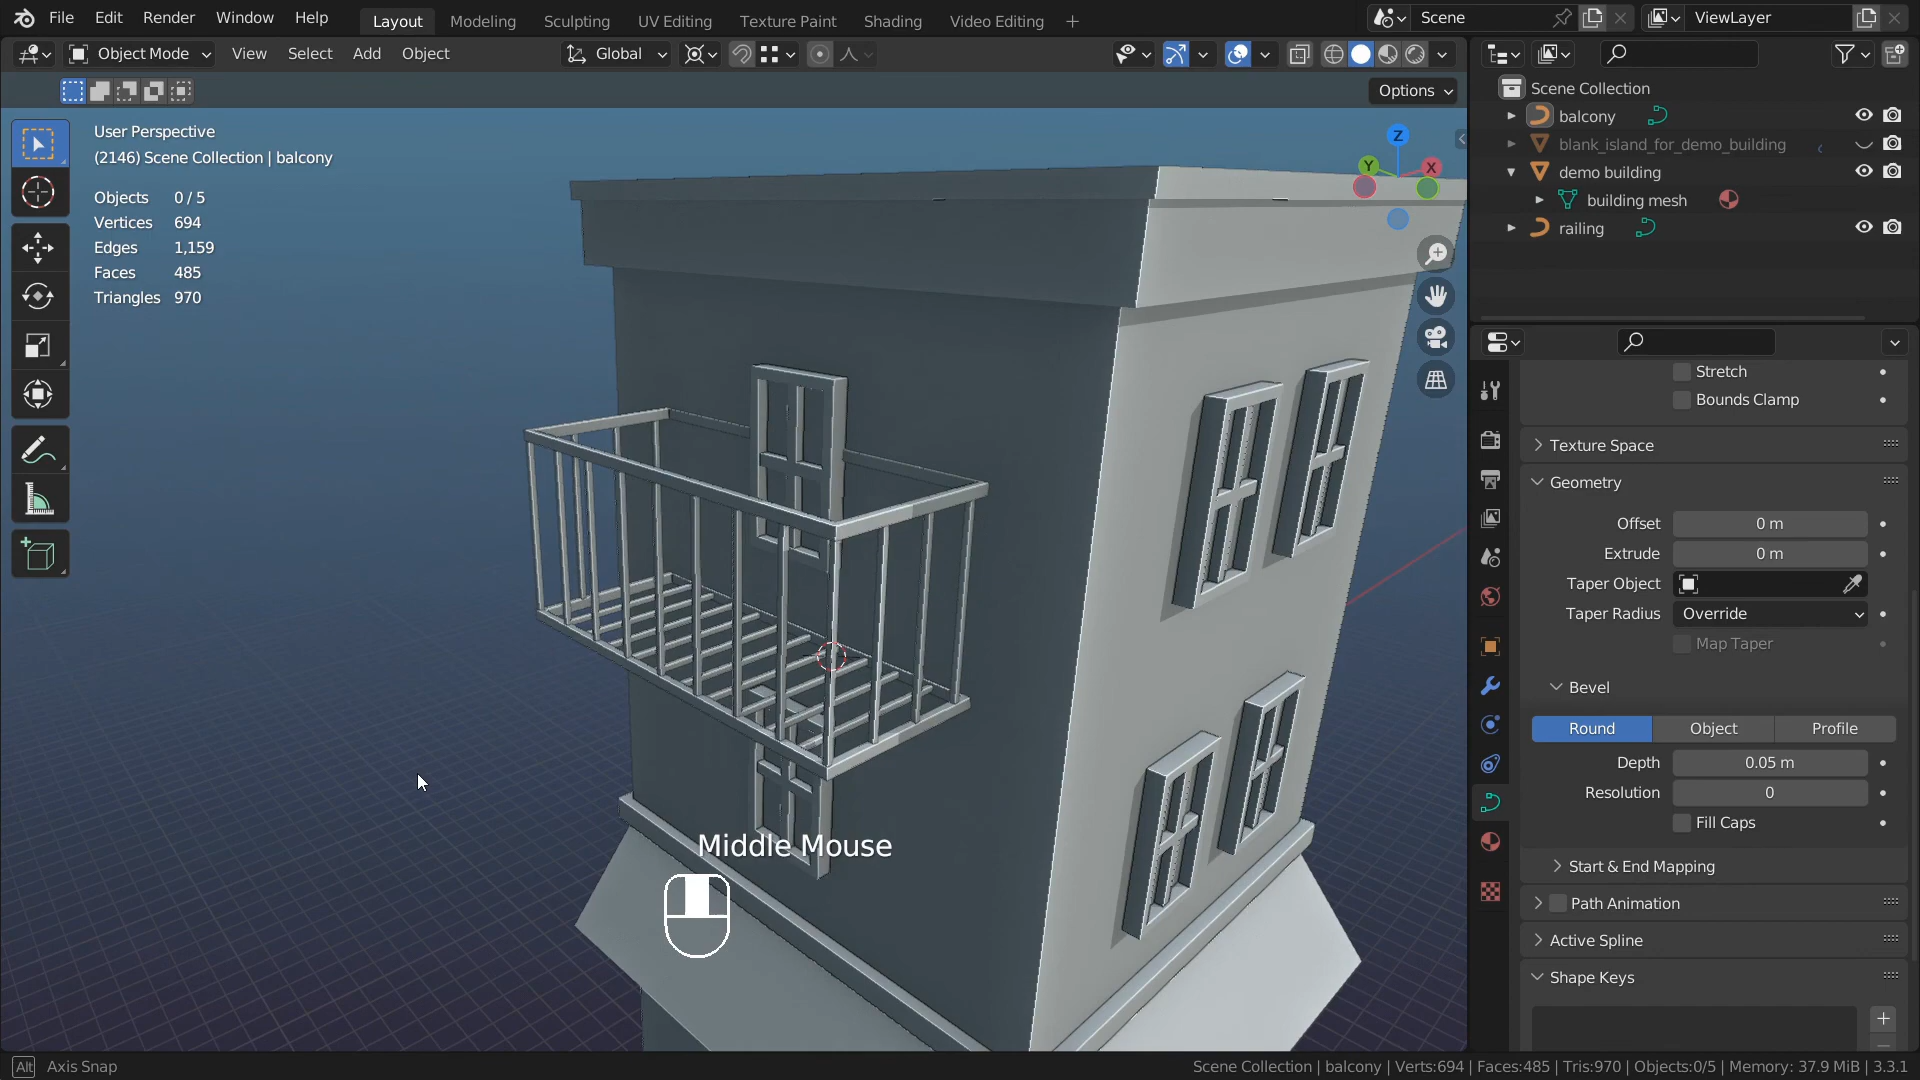 File Edit Render Window Help Layout Modeling Sculpting UV Editing Texture Paint Shading Video Editing Scene ViewLayer
Object Mode View Select Add Object Global
Options
User Perspective
(2146) Scene Collection | balcony
Objects 0 / 5
Vertices 694
Edges 1,159
Faces 485
Triangles 970
Z
Y
X
Middle Mouse
Scene Collection
balcony
blank_island_for_demo_building
demo building
building mesh
railing
Stretch
Bounds Clamp
Texture Space
Geometry
Offset 0 m
Extrude 0 m
Taper Object
Taper Radius Override
Map Taper
Bevel
Round Object Profile
Depth 0.05 m
Resolution 0
Fill Caps
Start & End Mapping
Path Animation
Active Spline
Shape Keys
Alt Axis Snap
Scene Collection | balcony | Verts:694 | Faces:485 | Tris:970 | Objects:0/5 | Memory: 37.9 MiB | 3.3.1